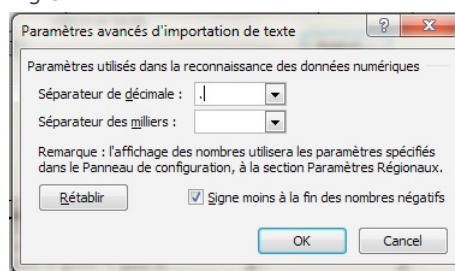 Paramètres avancés d'importation de texte
Paramètres utilisés dans la reconnaissance des données numériques
Séparateur de décimale : .
Séparateur des milliers :
Remarque : l'affichage des nombres utilisera les paramètres spécifiés
dans le Panneau de configuration, à la section Paramètres Régionaux.
Rétablir
Signe moins à la fin des nombres négatifs
OK
Cancel